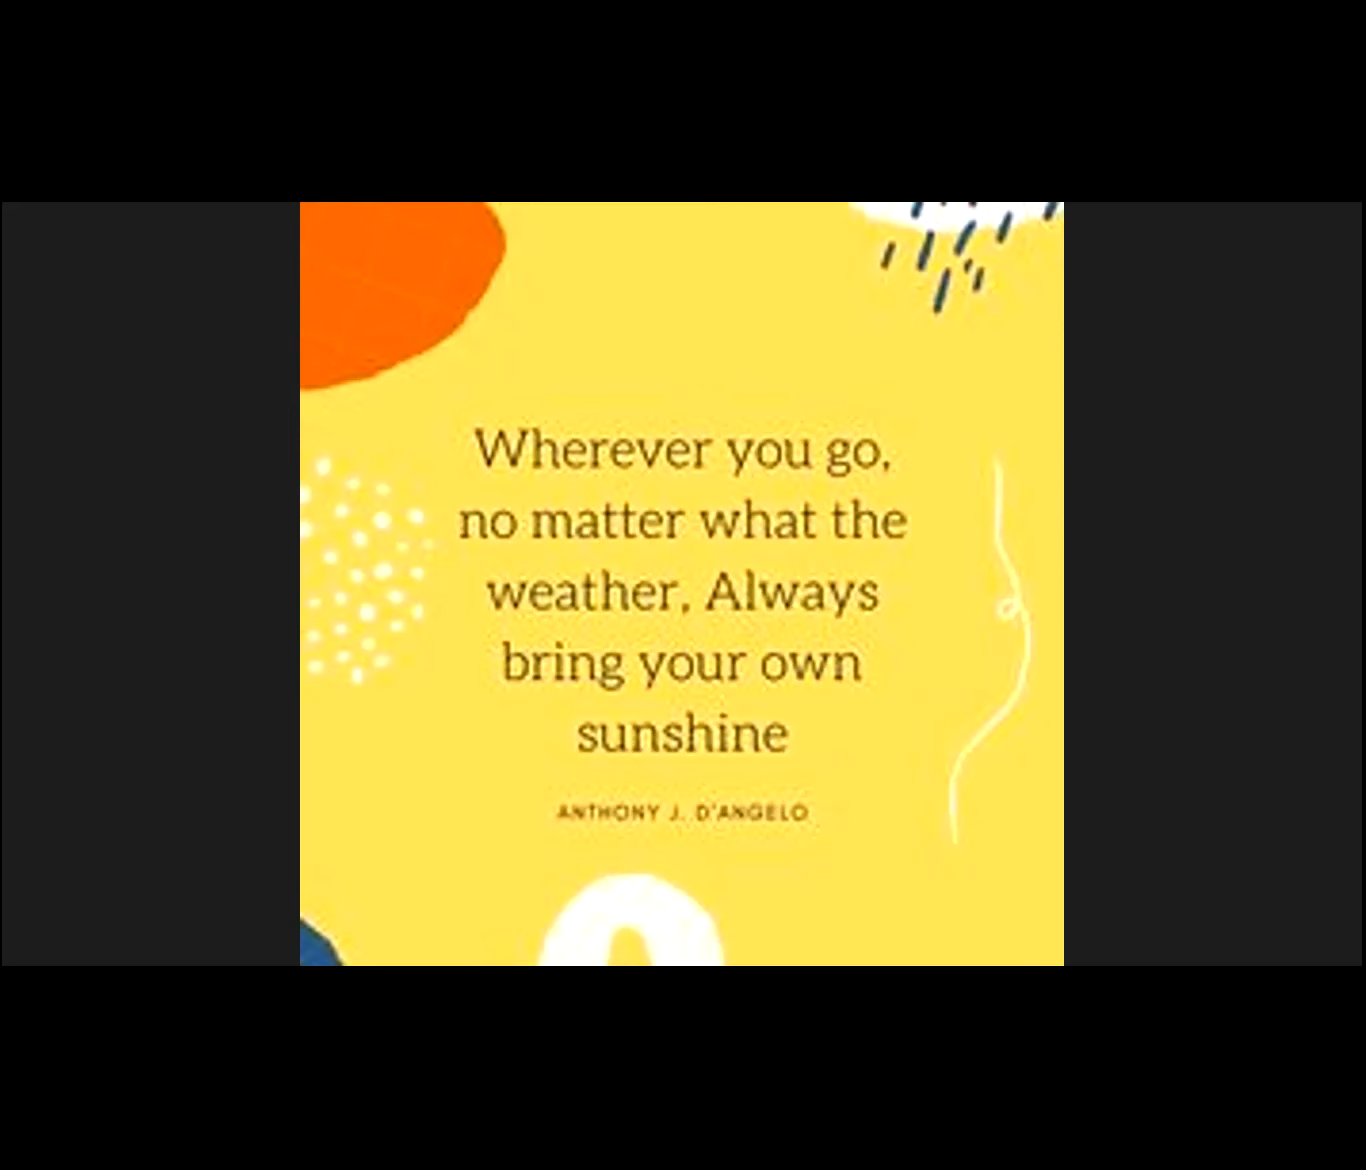 Wherever you go,
no matter what the
weather, Always
bring your own
sunshine
ANTHONY J. D'ANGELO